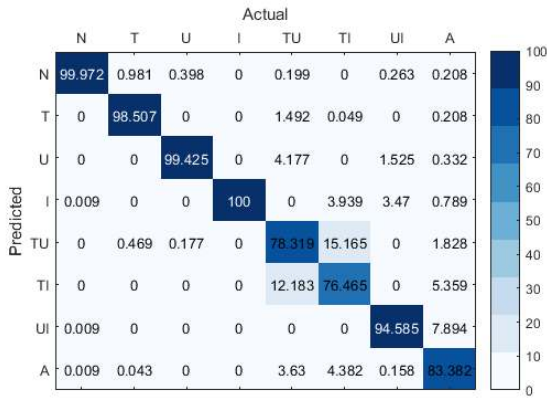 Actual
N T U I TU TI UI A
N 99.972 0.981 0.398 0 0.199 0 0.263 0.208
T 0 98.507 0 0 1.492 0.049 0 0.208
U 0 0 99.425 0 4.177 0 1.525 0.332
I 0.009 0 0 100 0 3.939 3.47 0.789
TU 0 0.469 0.177 0 78.319 15.165 0 1.828
TI 0 0 0 0 12.183 76.465 0 5.359
UI 0.009 0 0 0 0 0 94.585 7.894
A 0.009 0.043 0 0 3.63 4.382 0.158 83.382
Predicted
100
90
80
70
60
50
40
30
20
10
0